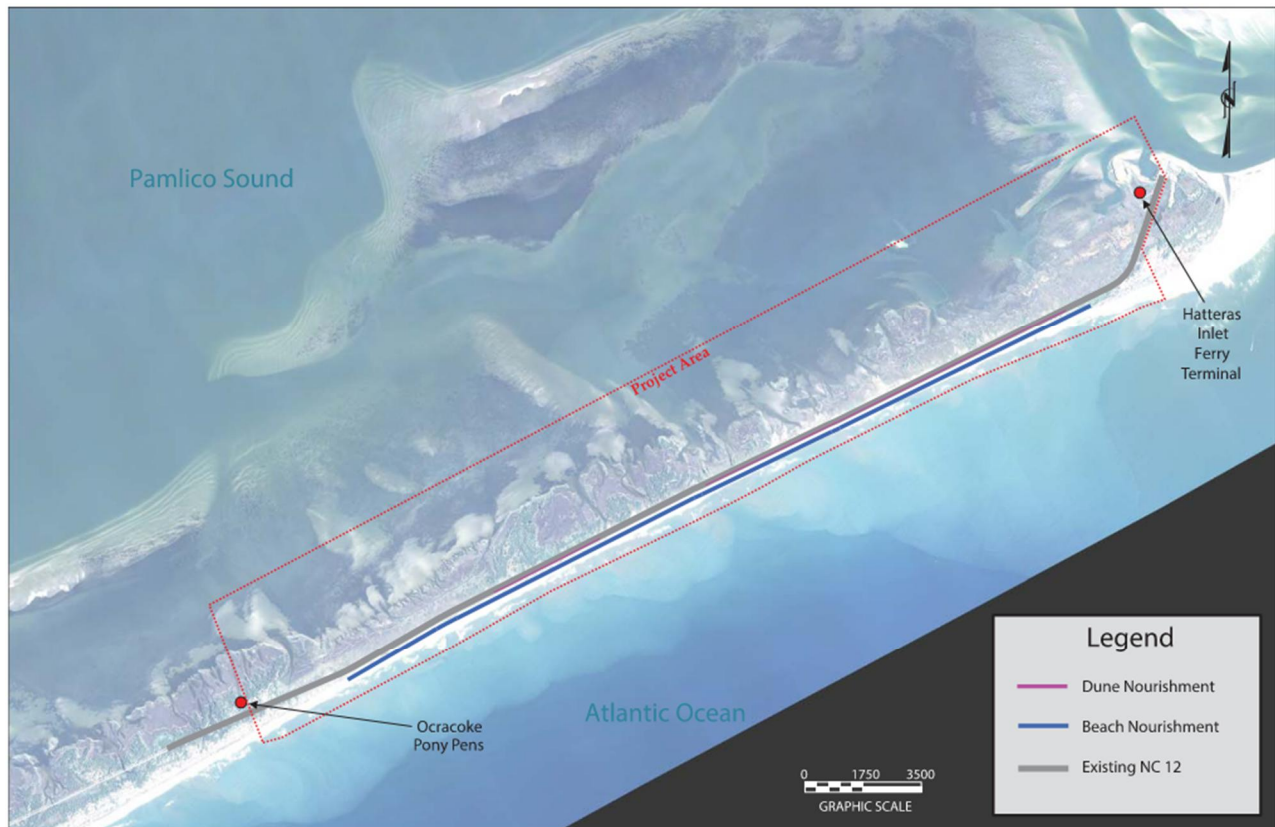 Pamlico Sound
N
Project Area
Hatteras
Inlet
Ferry
Terminal
Ocracoke
Pony Pens
Atlantic Ocean
0 1750 3500
GRAPHIC SCALE
Legend
Dune Nourishment
Beach Nourishment
Existing NC 12